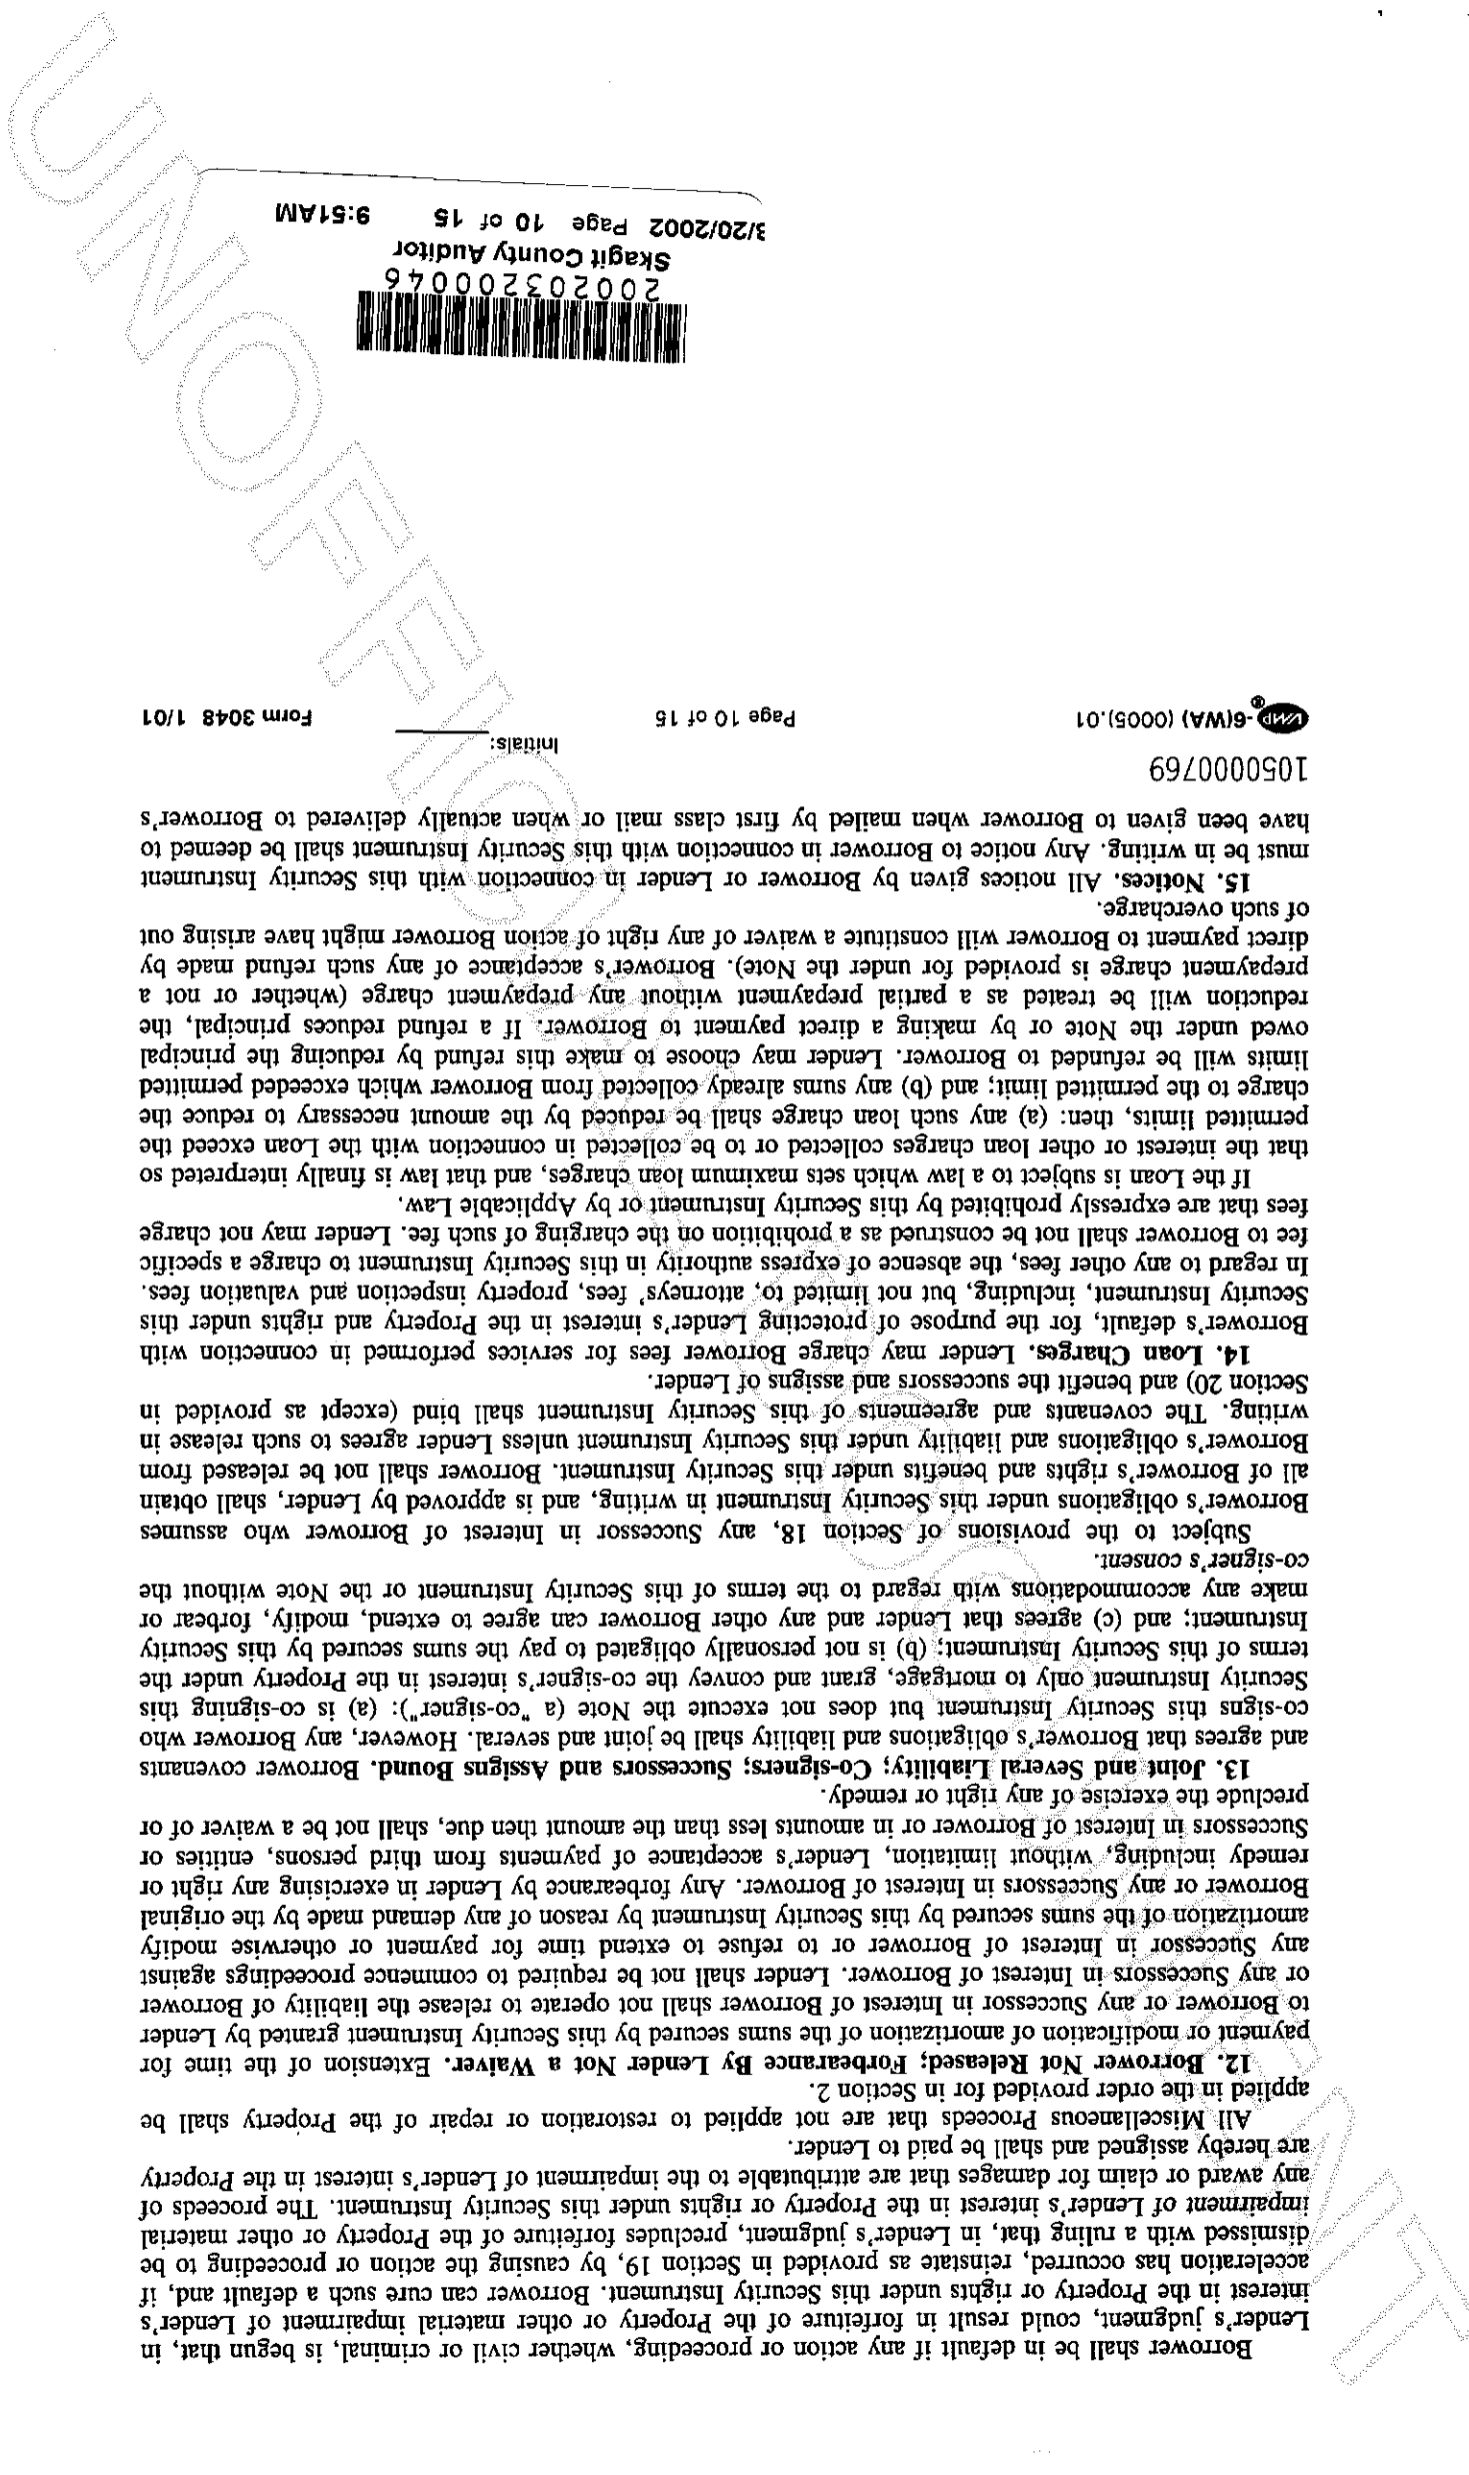 Borrower shall be in default if any action or proceeding, whether civil or criminal, is begun that, in
Lender's judgment, could result in forfeiture of the Property or other material impairment of Lender's
interest in the Property or rights under this Security Instrument. Borrower can cure such a default and, if
acceleration has occurred, reinstate as provided in Section 19, by causing the action or proceeding to be
dismissed with a ruling that, in Lender's judgment, precludes forfeiture of the Property or other material
impairment of Lender's interest in the Property or rights under this Security Instrument. The proceeds of
any award or claim for damages that are attributable to the impairment of Lender's interest in the Property
are hereby assigned and shall be paid to Lender.
All Miscellaneous Proceeds that are not applied to restoration or repair of the Property shall be
applied in the order provided for in Section 2.
12. Borrower Not Released; Forbearance By Lender Not a Waiver. Extension of the time for
payment or modification of amortization of the sums secured by this Security Instrument granted by Lender
to Borrower or any Successor in Interest of Borrower shall not operate to release the liability of Borrower
or any Successors in Interest of Borrower. Lender shall not be required to commence proceedings against
any Successor in Interest of Borrower or to refuse to extend time for payment or otherwise modify
amortization of the sums secured by this Security Instrument by reason of any demand made by the original
Borrower or any Successors in Interest of Borrower. Any forbearance by Lender in exercising any right or
remedy including, without limitation, Lender's acceptance of payments from third persons, entities or
Successors in Interest of Borrower or in amounts less than the amount then due, shall not be a waiver of or
preclude the exercise of any right or remedy.
13. Joint and Several Liability; Co-signers; Successors and Assigns Bound. Borrower covenants
and agrees that Borrower's obligations and liability shall be joint and several. However, any Borrower who
co-signs this Security Instrument but does not execute the Note (a "co-signer"): (a) is co-signing this
Security Instrument only to mortgage, grant and convey the co-signer's interest in the Property under the
terms of this Security Instrument; (b) is not personally obligated to pay the sums secured by this Security
Instrument; and (c) agrees that Lender and any other Borrower can agree to extend, modify, forbear or
make any accommodations with regard to the terms of this Security Instrument or the Note without the
co-signer's consent.
Subject to the provisions of Section 18, any Successor in Interest of Borrower who assumes
Borrower's obligations under this Security Instrument in writing, and is approved by Lender, shall obtain
all of Borrower's rights and benefits under this Security Instrument. Borrower shall not be released from
Borrower's obligations and liability under this Security Instrument unless Lender agrees to such release in
writing. The covenants and agreements of this Security Instrument shall bind (except as provided in
Section 20) and benefit the successors and assigns of Lender.
14. Loan Charges. Lender may charge Borrower fees for services performed in connection with
Borrower's default, for the purpose of protecting Lender's interest in the Property and rights under this
Security Instrument, including, but not limited to, attorneys' fees, property inspection and valuation fees.
In regard to any other fees, the absence of express authority in this Security Instrument to charge a specific
fee to Borrower shall not be construed as a prohibition on the charging of such fee. Lender may not charge
fees that are expressly prohibited by this Security Instrument or by Applicable Law.
If the Loan is subject to a law which sets maximum loan charges, and that law is finally interpreted so
that the interest or other loan charges collected or to be collected in connection with the Loan exceed the
permitted limits, then: (a) any such loan charge shall be reduced by the amount necessary to reduce the
charge to the permitted limit; and (b) any sums already collected from Borrower which exceeded permitted
limits will be refunded to Borrower. Lender may choose to make this refund by reducing the principal
owed under the Note or by making a direct payment to Borrower. If a refund reduces principal, the
reduction will be treated as a partial prepayment without any prepayment charge (whether or not a
prepayment charge is provided for under the Note). Borrower's acceptance of any such refund made by
direct payment to Borrower will constitute a waiver of any right of action Borrower might have arising out
of such overcharge.
15. Notices. All notices given by Borrower or Lender in connection with this Security Instrument
must be in writing. Any notice to Borrower in connection with this Security Instrument shall be deemed to
have been given to Borrower when mailed by first class mail or when actually delivered to Borrower's
1050000769
Initials:
VMP®-6(WA) (0005).01 Page 10 of 15 Form 3048 1/01
200203200046
Skagit County Auditor
3/20/2002 Page 10 of 15 9:51AM
UNOFFICIAL DOCUMENT